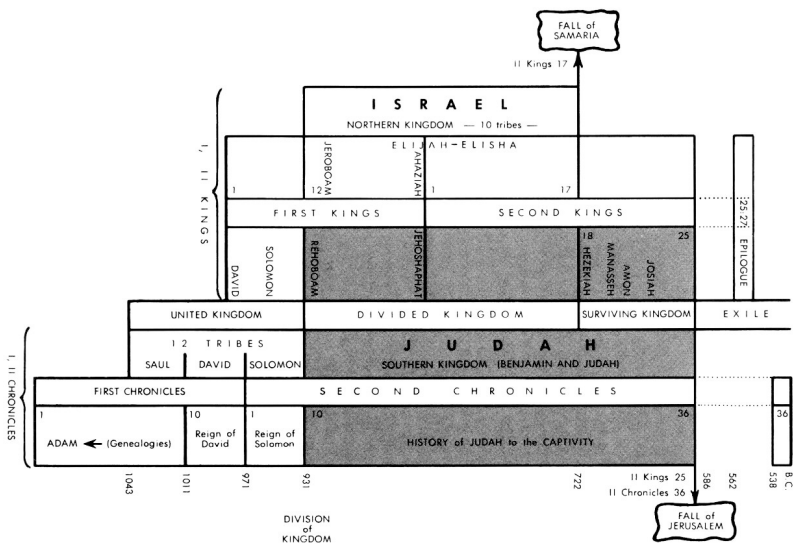 FALL of
SAMARIA
II Kings 17
ISRAEL
NORTHERN KINGDOM — 10 tribes —
ELIJAH—ELISHA
I, II KINGS
JEROBOAM
AHAZIAH
1
12
1
17
FIRST KINGS
SECOND KINGS
25:27
EPILOGUE
DAVID
SOLOMON
REHOBOAM
JEHOSHAPHAT
18
25
HEZEKIAH
MANASSEH
AMON
JOSIAH
UNITED KINGDOM
DIVIDED KINGDOM
SURVIVING KINGDOM
EXILE
I, II CHRONICLES
12 TRIBES
JUDAH
SAUL
DAVID
SOLOMON
SOUTHERN KINGDOM (BENJAMIN AND JUDAH)
FIRST CHRONICLES
SECOND CHRONICLES
1
10
1
10
36
36
ADAM ← (Genealogies)
Reign of
David
Reign of
Solomon
HISTORY of JUDAH to the CAPTIVITY
1043
1011
971
931
722
II Kings 25
II Chronicles 36
586
562
538
B.C.
DIVISION
of
KINGDOM
FALL of
JERUSALEM